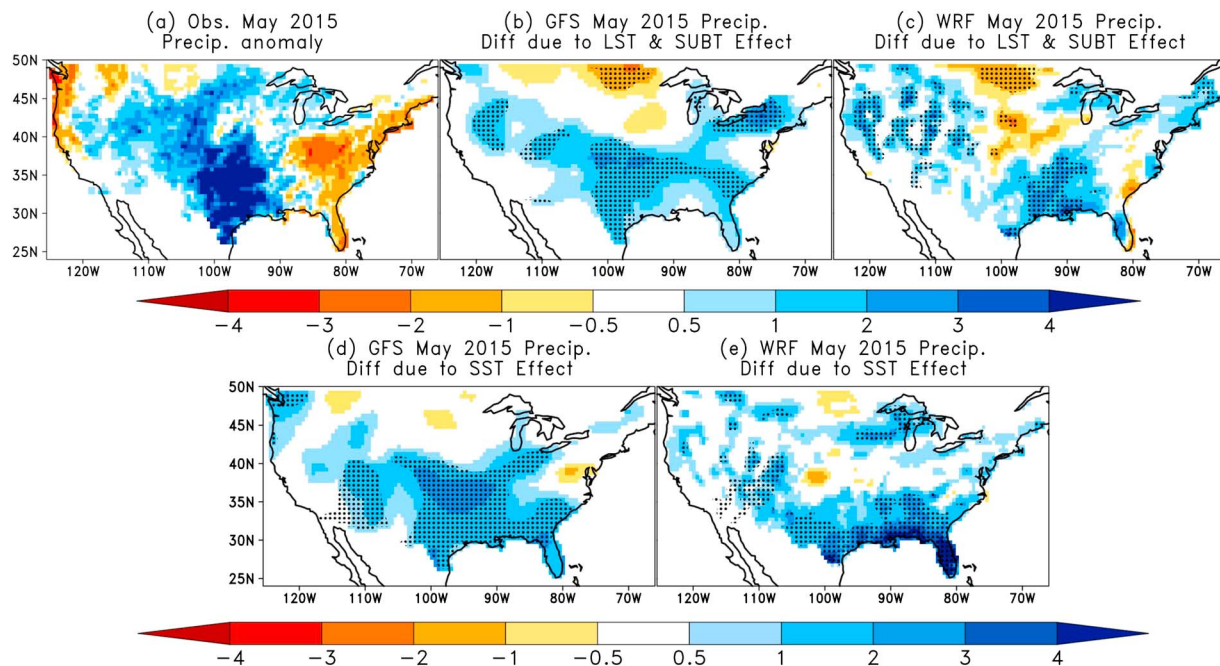 (a) Obs. May 2015
Precip. anomaly
(b) GFS May 2015 Precip.
Diff due to LST & SUBT Effect
(c) WRF May 2015 Precip.
Diff due to LST & SUBT Effect
50N
45N
40N
35N
30N
25N
120W 110W 100W 90W 80W 70W
120W 110W 100W 90W 80W 70W
120W 110W 100W 90W 80W 70W
-4 -3 -2 -1 -0.5 0.5 1 2 3 4
(d) GFS May 2015 Precip.
Diff due to SST Effect
(e) WRF May 2015 Precip.
Diff due to SST Effect
50N
45N
40N
35N
30N
25N
120W 110W 100W 90W 80W 70W
120W 110W 100W 90W 80W 70W
-4 -3 -2 -1 -0.5 0.5 1 2 3 4